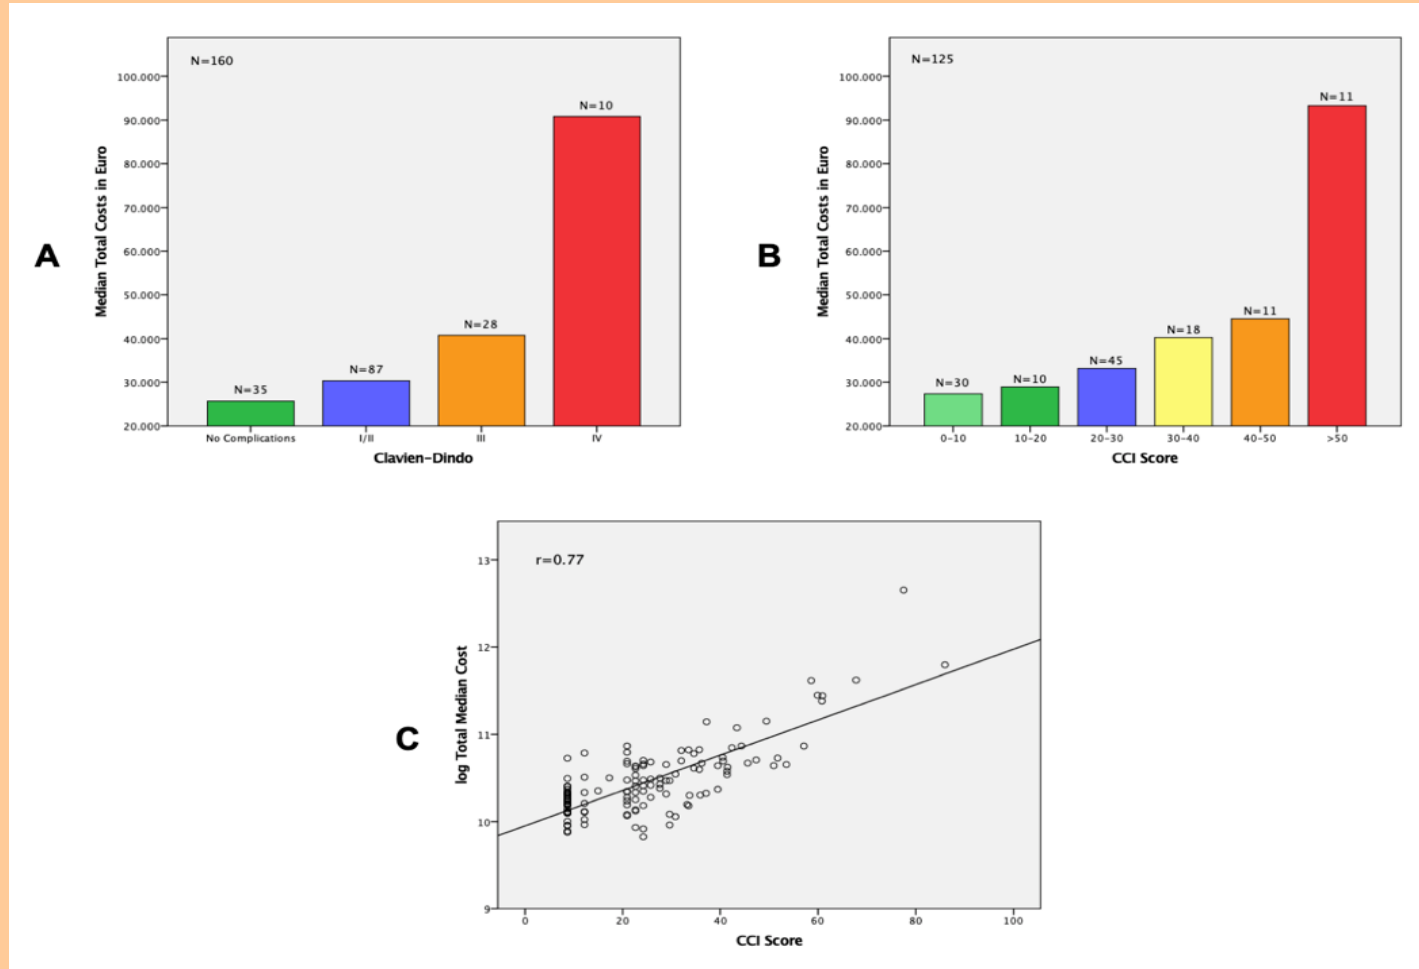 A
N=160
Median Total Costs in Euro
100.000
90.000
80.000
70.000
60.000
50.000
40.000
30.000
20.000
N=35
N=87
N=28
N=10
No Complications
I/II
III
IV
Clavien-Dindo
B
N=125
Median Total Costs in Euro
100.000
90.000
80.000
70.000
60.000
50.000
40.000
30.000
20.000
N=30
N=10
N=45
N=18
N=11
N=11
0-10
10-20
20-30
30-40
40-50
>50
CCI Score
C
r=0.77
log Total Median Cost
13
12
11
10
9
0
20
40
60
80
100
CCI Score